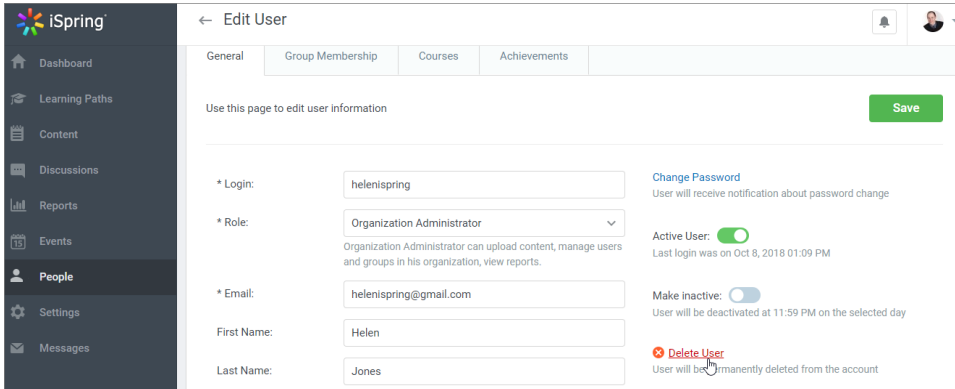 iSpring
← Edit User
Dashboard
Learning Paths
Content
Discussions
Reports
15
Events
People
Settings
Messages
General
Group Membership
Courses
Achievements
Use this page to edit user information
Save
* Login:
helenispring
* Role:
Organization Administrator
Organization Administrator can upload content, manage users
and groups in his organization, view reports.
* Email:
helenispring@gmail.com
First Name:
Helen
Last Name:
Jones
Change Password
User will receive notification about password change
Active User:
Last login was on Oct 8, 2018 01:09 PM
Make inactive:
User will be deactivated at 11:59 PM on the selected day
Delete User
User will be permanently deleted from the account